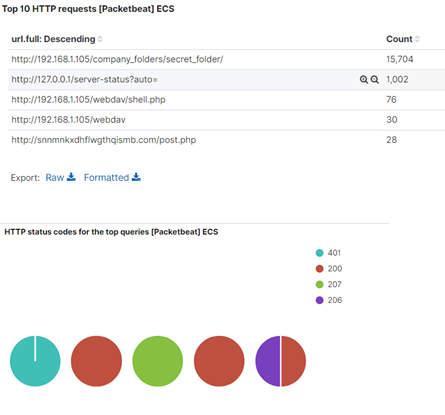 Top 10 HTTP requests [Packetbeat] ECS
url.full: Descending Count
http://192.168.1.105/company_folders/secret_folder/ 15,704
http://127.0.0.1/server-status?auto= 1,002
http://192.168.1.105/webdav/shell.php 76
http://192.168.1.105/webdav 30
http://snnmnkxdhflwgthqismb.com/post.php 28
Export: Raw Formatted
HTTP status codes for the top queries [Packetbeat] ECS
401
200
207
206